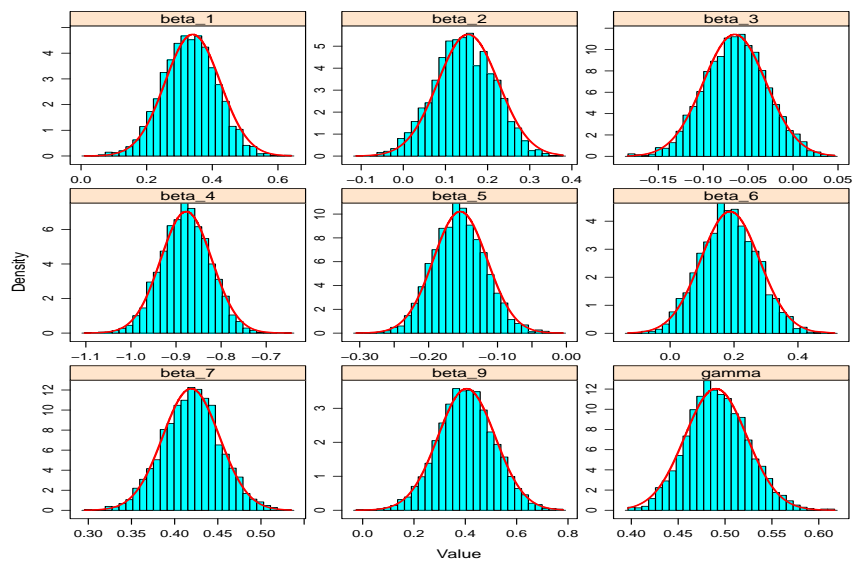 beta_1 beta_2 beta_3
4 3 2 1 0
5 4 3 2 1 0
10 8 6 4 2 0
0.0 0.2 0.4 0.6
−0.1 0.0 0.1 0.2 0.3 0.4
−0.15 −0.10 −0.05 0.00 0.05
beta_4 beta_5 beta_6
Density
6 4 2 0
10 8 6 4 2 0
4 3 2 1 0
−1.1 −1.0 −0.9 −0.8 −0.7
−0.30 −0.20 −0.10 0.00
0.0 0.2 0.4
beta_7 beta_9 gamma
12 10 8 6 4 2 0
3 2 1 0
12 10 8 6 4 2 0
0.30 0.35 0.40 0.45 0.50
0.0 0.2 0.4 0.6 0.8
0.40 0.45 0.50 0.55 0.60
Value